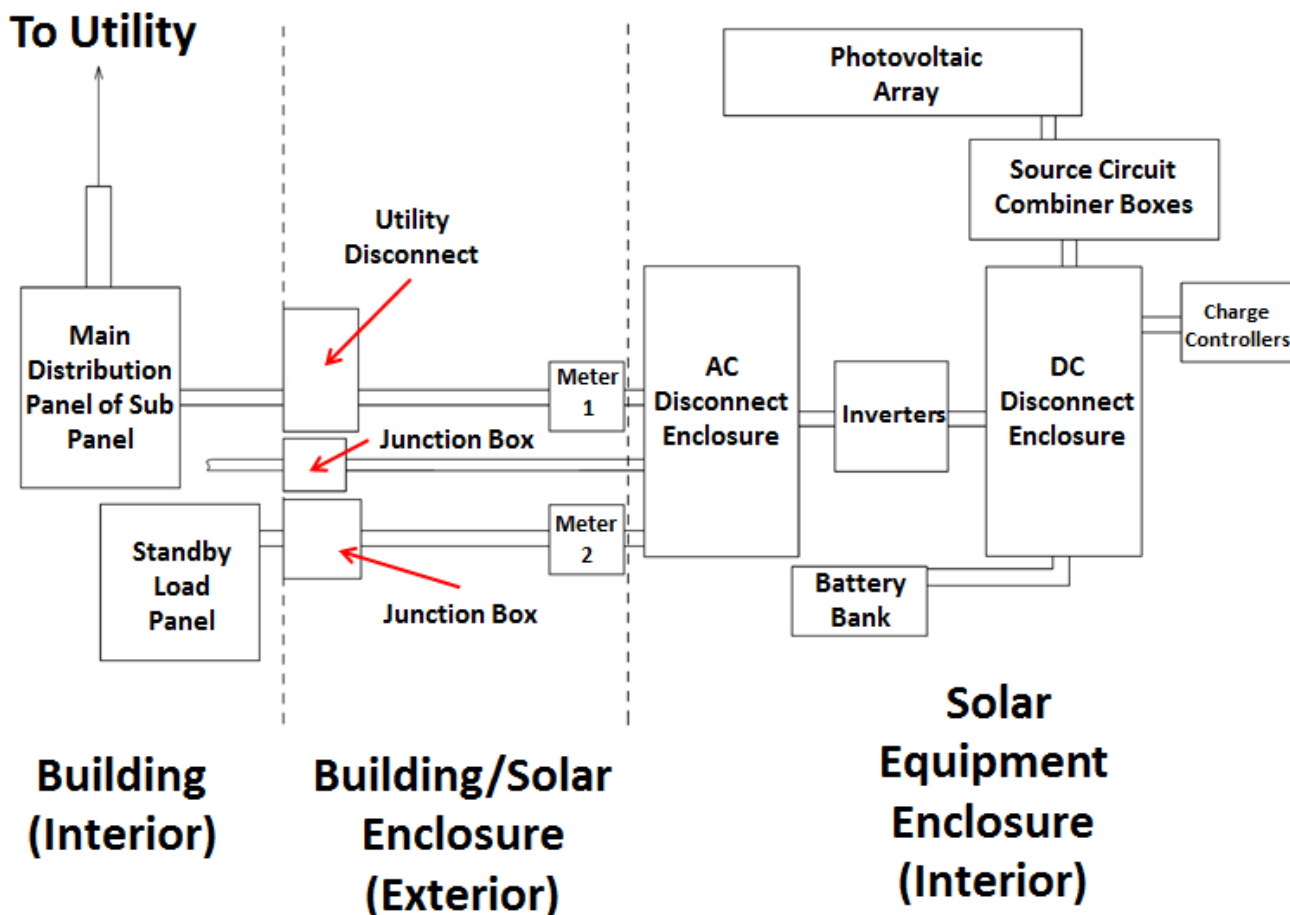 To Utility
Photovoltaic
Array
Source Circuit
Combiner Boxes
Utility
Disconnect
Main
Distribution
Panel of Sub
Panel
Meter
1
AC
Disconnect
Enclosure
Inverters
DC
Disconnect
Enclosure
Charge
Controllers
Junction Box
Standby
Load
Panel
Meter
2
Junction Box
Battery
Bank
Building
(Interior)
Building/Solar
Enclosure
(Exterior)
Solar
Equipment
Enclosure
(Interior)